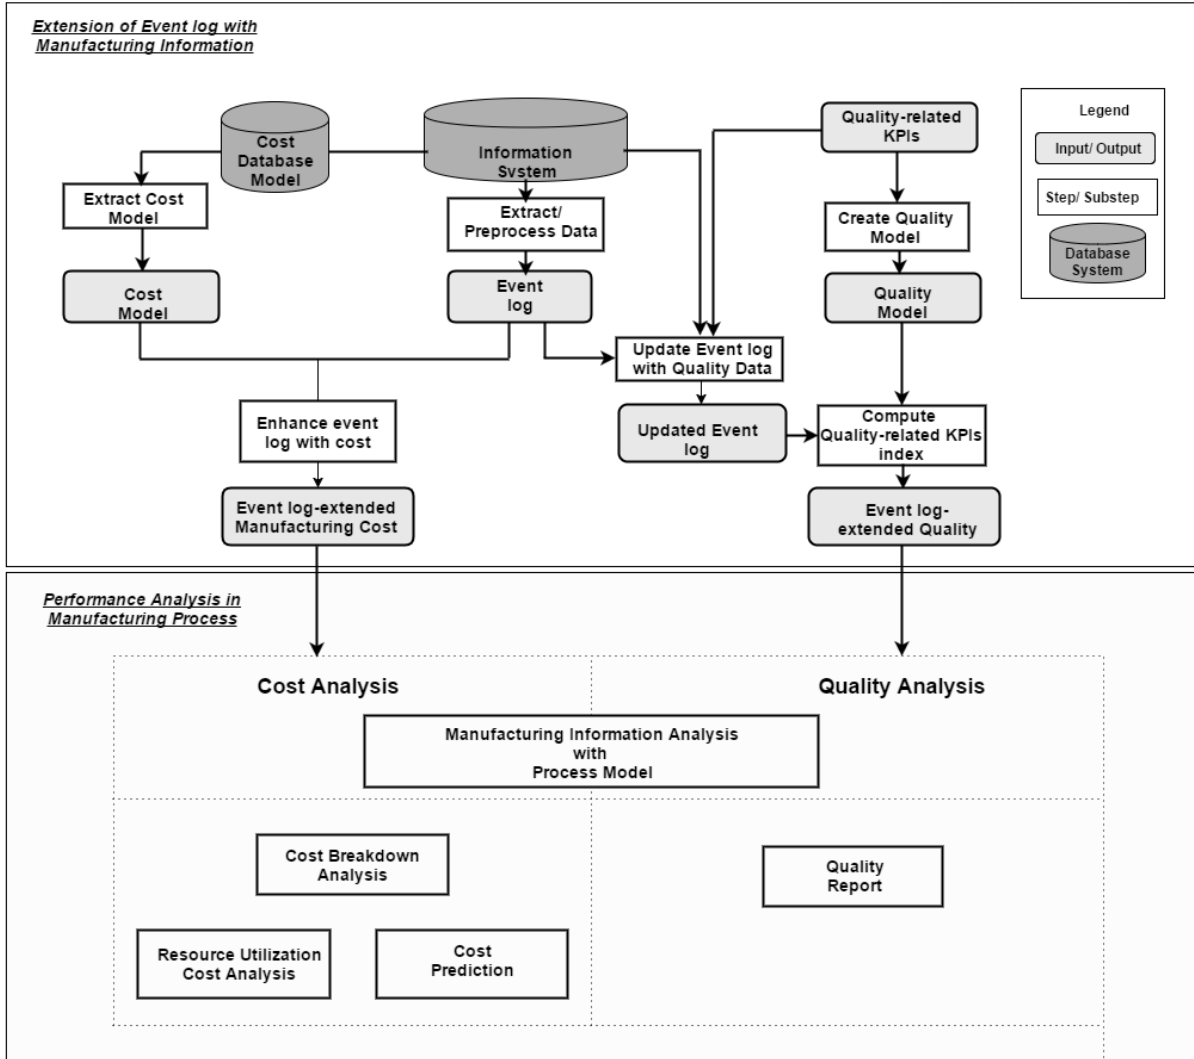 Extension of Event log with
Manufacturing Information
Cost
Database
Model
Information
System
Quality-related
KPIs
Legend
Input/ Output
Step/ Substep
Database
System
Extract Cost
Model
Extract/
Preprocess Data
Create Quality
Model
Cost
Model
Event
log
Quality
Model
Update Event log
with Quality Data
Enhance event
log with cost
Updated Event
log
Compute
Quality-related KPIs
index
Event log-extended
Manufacturing Cost
Event log-
extended Quality
Performance Analysis in
Manufacturing Process
Cost Analysis
Quality Analysis
Manufacturing Information Analysis
with
Process Model
Cost Breakdown
Analysis
Quality
Report
Resource Utilization
Cost Analysis
Cost
Prediction